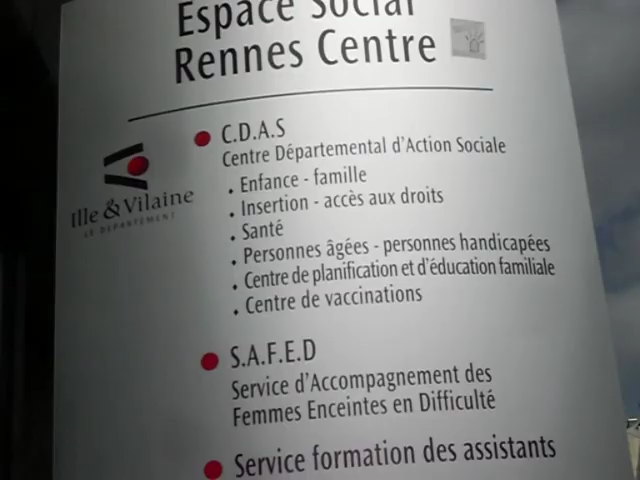 Espace Social
Rennes Centre
C.D.A.S
Centre Départemental d'Action Sociale
. Enfance - famille
. Insertion - accès aux droits
. Santé
. Personnes âgées - personnes handicapées
. Centre de planification et d'éducation familiale
. Centre de vaccinations
Ille & Vilaine
LE DEPARTEMENT
S.A.F.E.D
Service d'Accompagnement des
Femmes Enceintes en Difficulté
Service formation des assistants